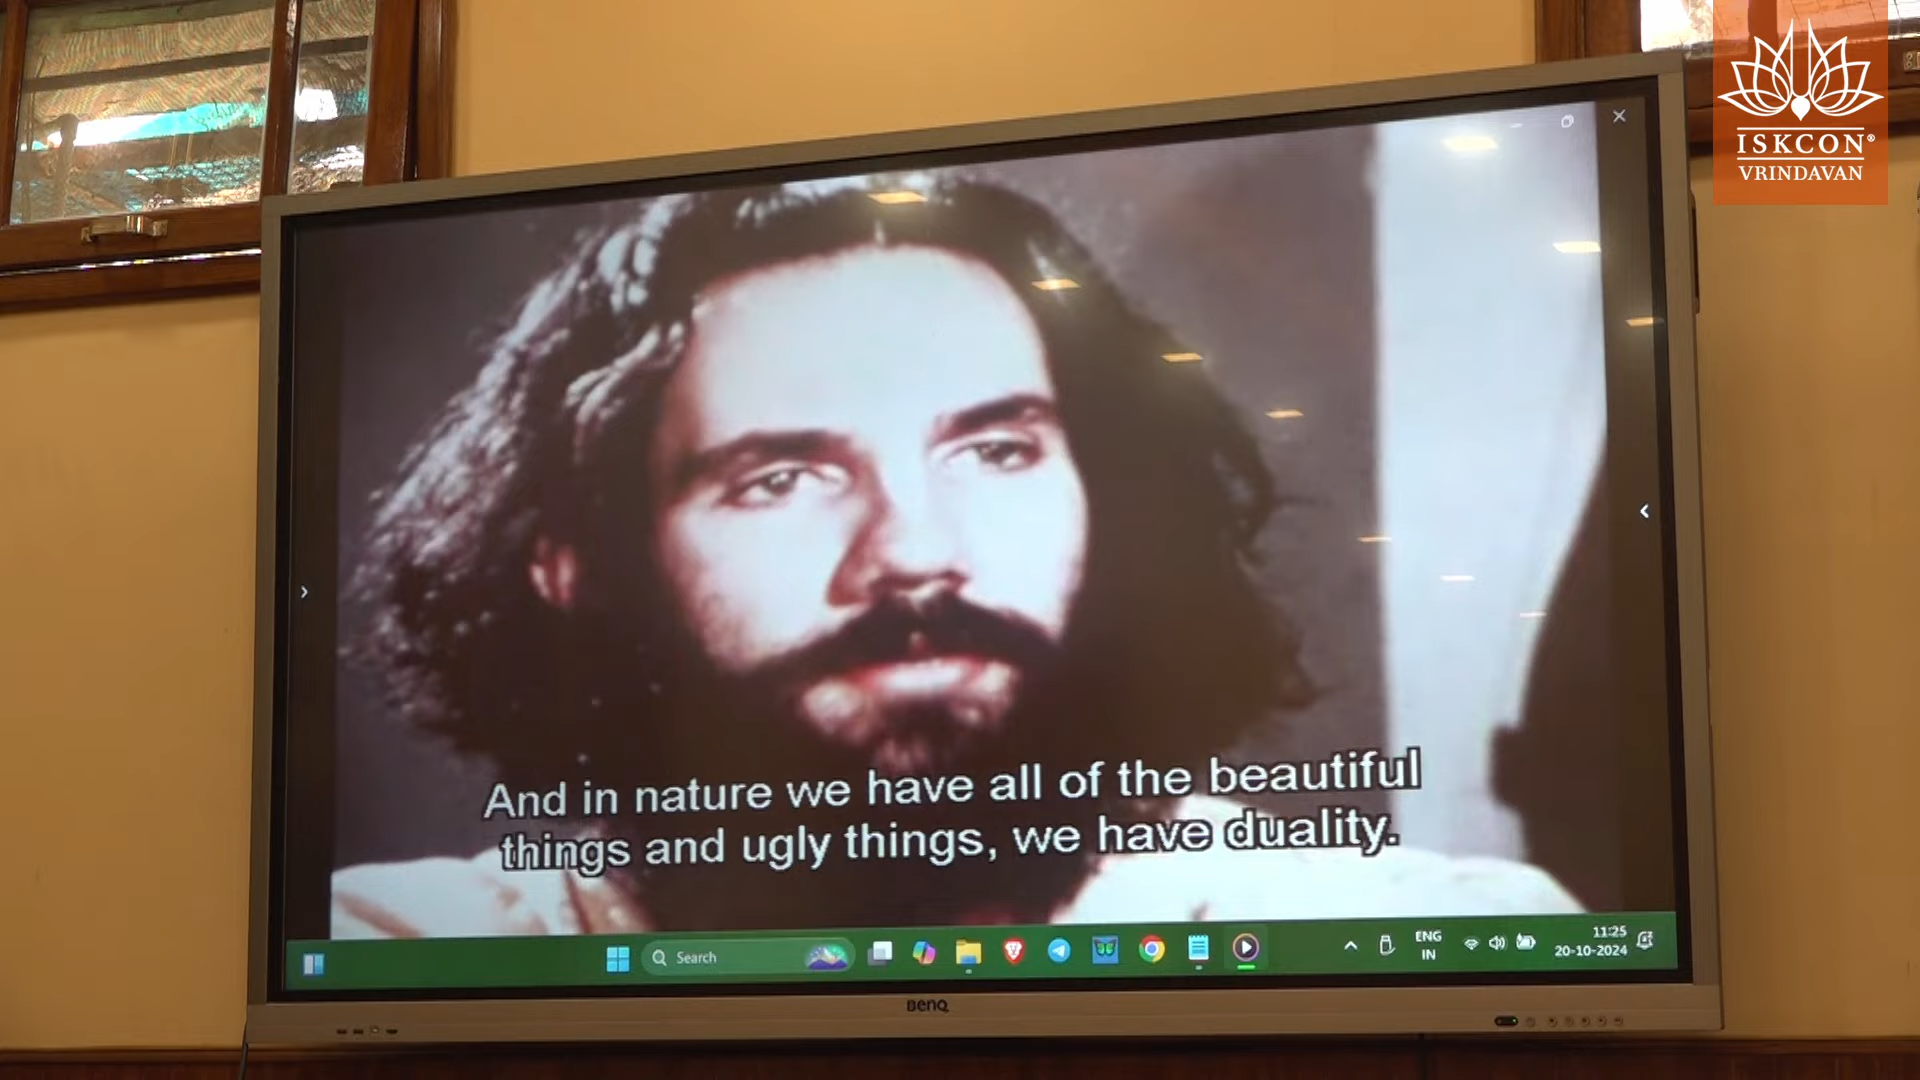 ISKCON®
VRINDAVAN
And in nature we have all of the beautiful
things and ugly things, we have duality.
Search
ENG
IN
11:25
20-10-2024
BenQ